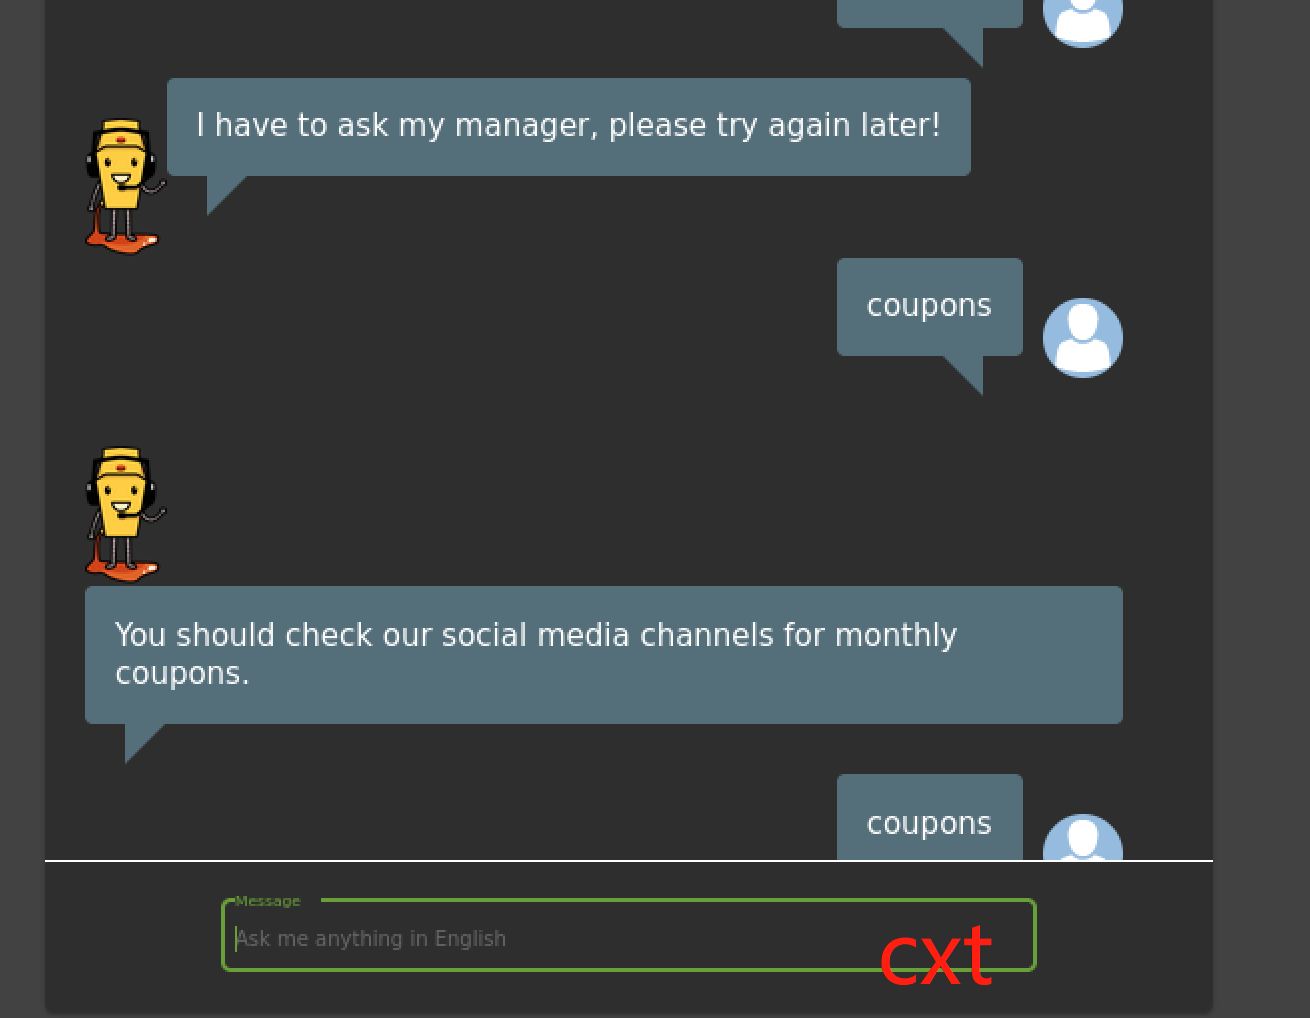 I have to ask my manager, please try again later!
coupons
You should check our social media channels for monthly
coupons.
coupons
Message
Ask me anything in English
cxt